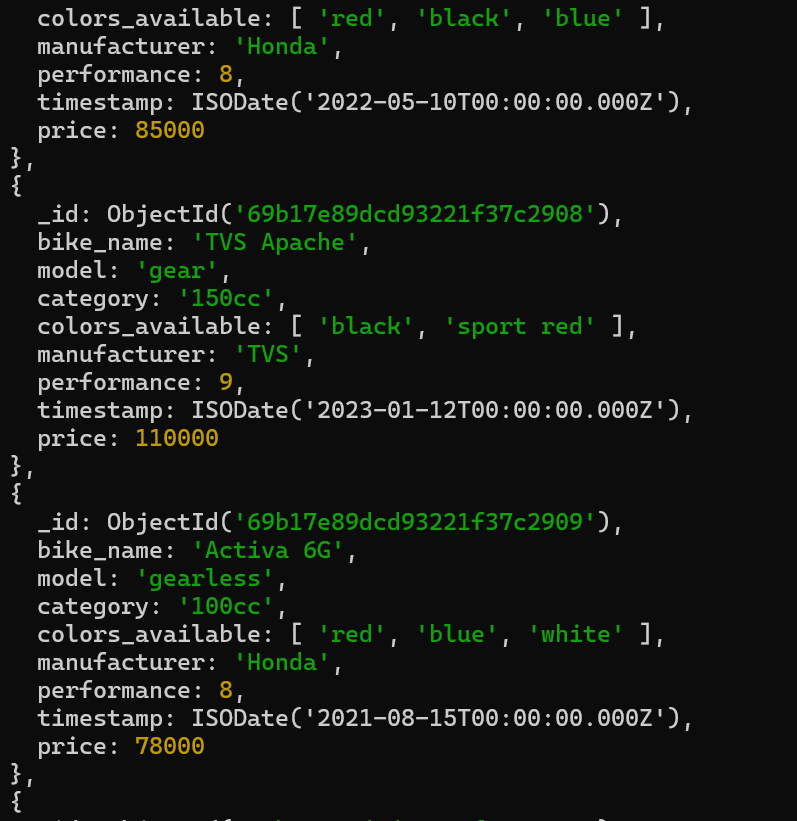 colors_available: [ 'red', 'black', 'blue' ],
manufacturer: 'Honda',
performance: 8,
timestamp: ISODate('2022-05-10T00:00:00.000Z'),
price: 85000
},
{
_id: ObjectId('69b17e89dcd93221f37c2908'),
bike_name: 'TVS Apache',
model: 'gear',
category: '150cc',
colors_available: [ 'black', 'sport red' ],
manufacturer: 'TVS',
performance: 9,
timestamp: ISODate('2023-01-12T00:00:00.000Z'),
price: 110000
},
{
_id: ObjectId('69b17e89dcd93221f37c2909'),
bike_name: 'Activa 6G',
model: 'gearless',
category: '100cc',
colors_available: [ 'red', 'blue', 'white' ],
manufacturer: 'Honda',
performance: 8,
timestamp: ISODate('2021-08-15T00:00:00.000Z'),
price: 78000
},
{